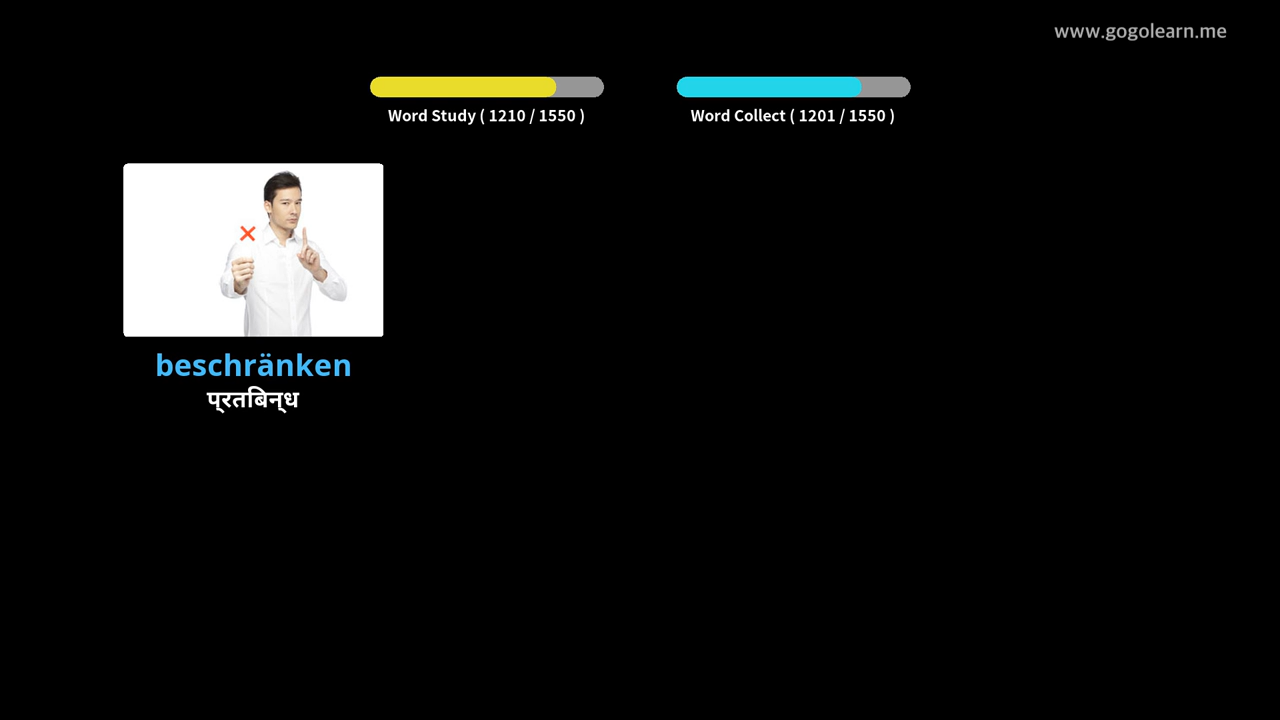 www.gogolearn.me
Word Study ( 1210 / 1550 )
Word Collect ( 1201 / 1550 )
beschränken
प्रतबिन्ध